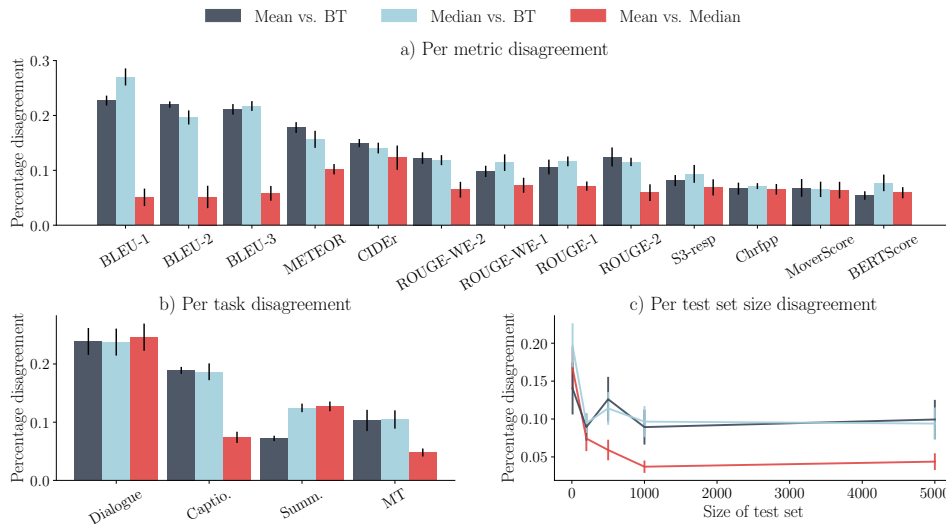 Mean vs. BT Median vs. BT Mean vs. Median
a) Per metric disagreement
Percentage disagreement
0.3
0.2
0.1
0.0
BLEU-1 BLEU-2 BLEU-3 METEOR CIDEr ROUGE-WE-2 ROUGE-WE-1 ROUGE-1 ROUGE-2 S3-resp Chrfpp MoverScore BERTScore
b) Per task disagreement
Percentage disagreement
0.2
0.1
0.0
Dialogue Captio. Summ. MT
c) Per test set size disagreement
Percentage disagreement
0.20
0.15
0.10
0.05
0 1000 2000 3000 4000 5000
Size of test set